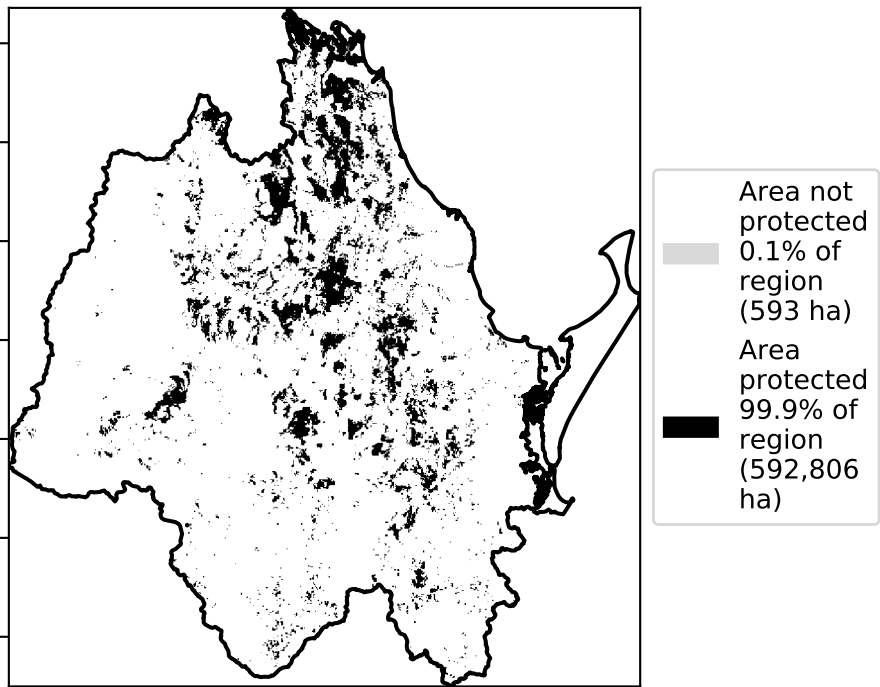 Area not
protected
0.1% of
region
(593 ha)
Area
protected
99.9% of
region
(592,806
ha)